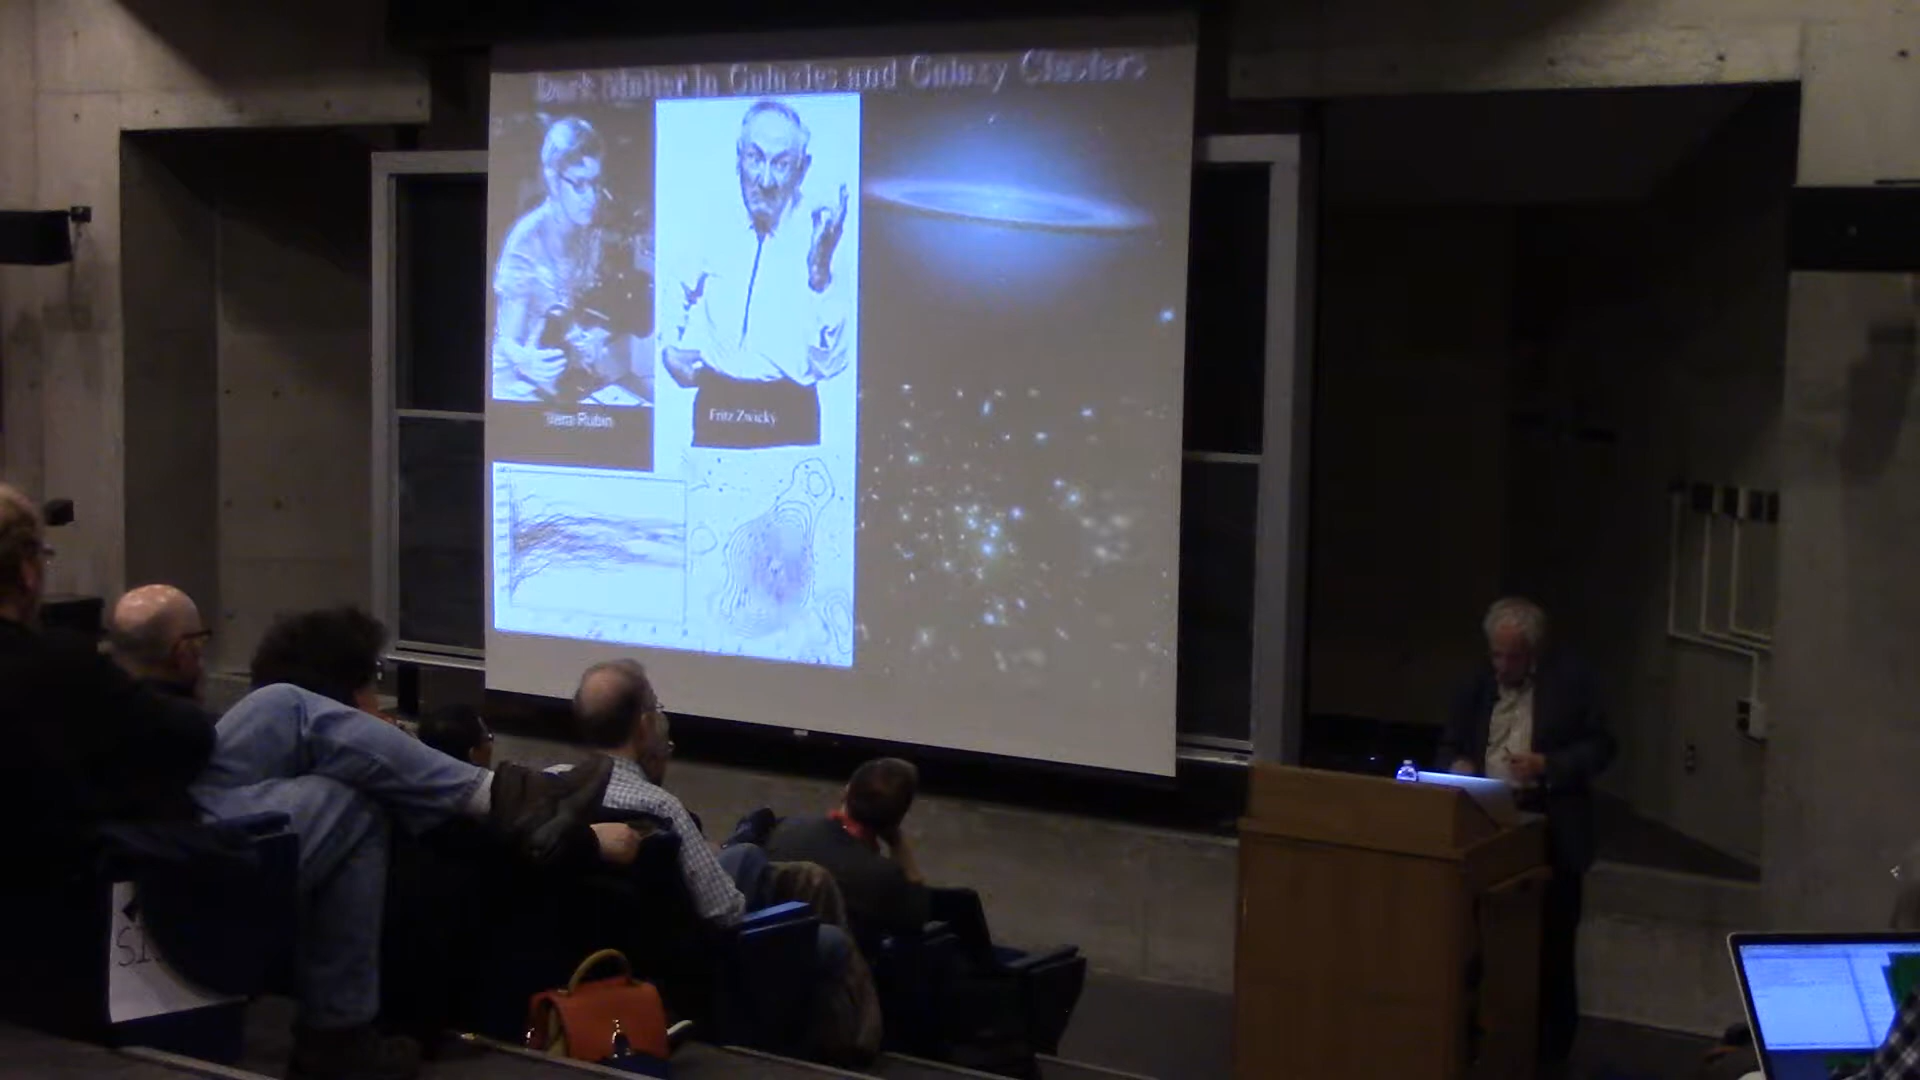 Dark Matter in Galaxies and Galaxy Clusters
Vera Rubin
Fritz Zwicky